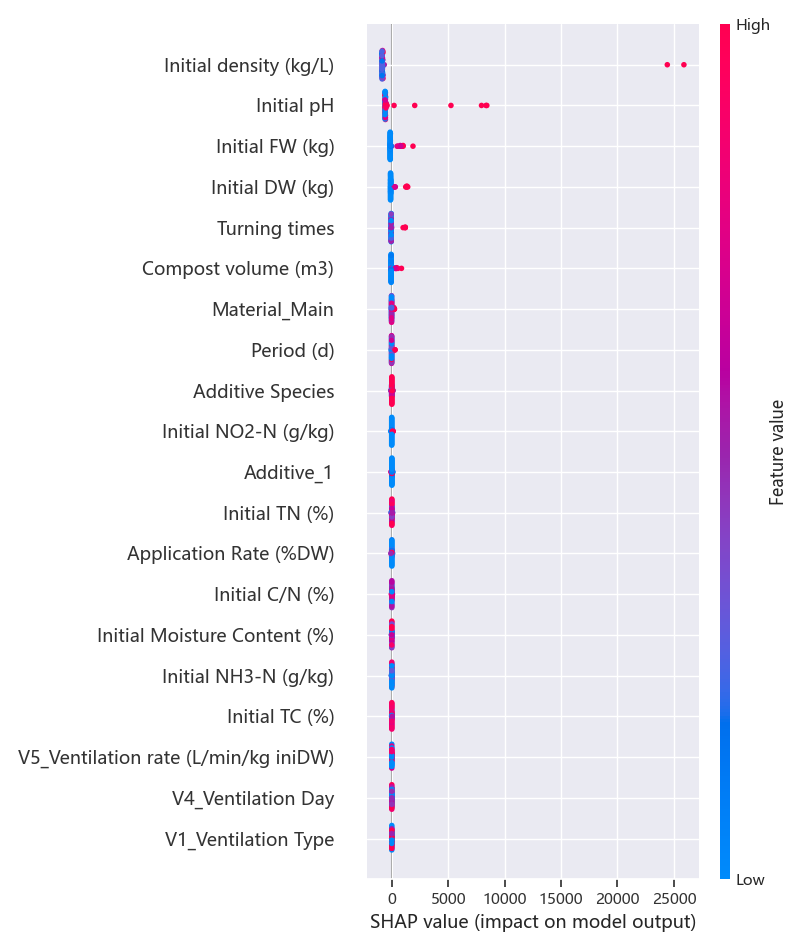 High
Initial density (kg/L)
Initial pH
Initial FW (kg)
Initial DW (kg)
Turning times
Compost volume (m3)
Material_Main
Period (d)
Additive Species
Initial NO2-N (g/kg)
Additive_1
Initial TN (%)
Application Rate (%DW)
Initial C/N (%)
Initial Moisture Content (%)
Initial NH3-N (g/kg)
Initial TC (%)
V5_Ventilation rate (L/min/kg iniDW)
V4_Ventilation Day
V1_Ventilation Type
Feature value
Low
0 5000 10000 15000 20000 25000
SHAP value (impact on model output)